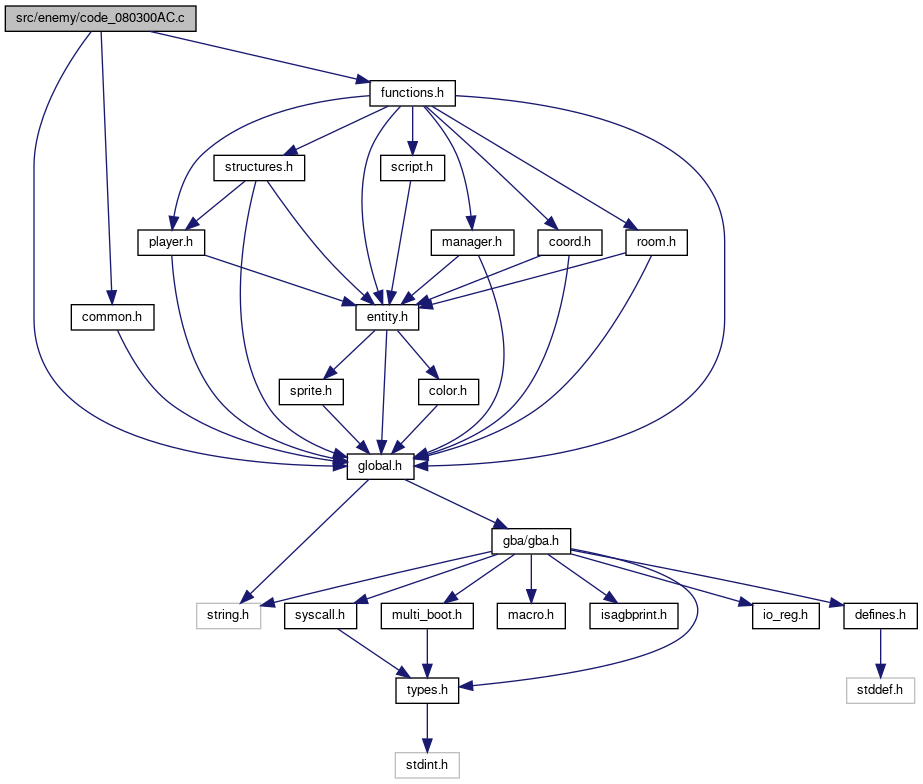 src/enemy/code_080300AC.c
functions.h
structures.h
script.h
player.h
manager.h
coord.h
room.h
common.h
entity.h
sprite.h
color.h
global.h
gba/gba.h
string.h
syscall.h
multi_boot.h
macro.h
isagbprint.h
io_reg.h
defines.h
types.h
stddef.h
stdint.h